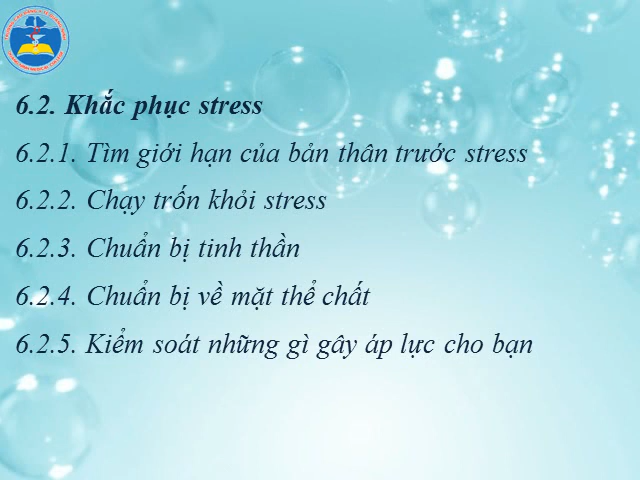 6.2. Khắc phục stress
6.2.1. Tìm giới hạn của bản thân trước stress
6.2.2. Chạy trốn khỏi stress
6.2.3. Chuẩn bị tinh thần
6.2.4. Chuẩn bị về mặt thể chất
6.2.5. Kiểm soát những gì gây áp lực cho bạn